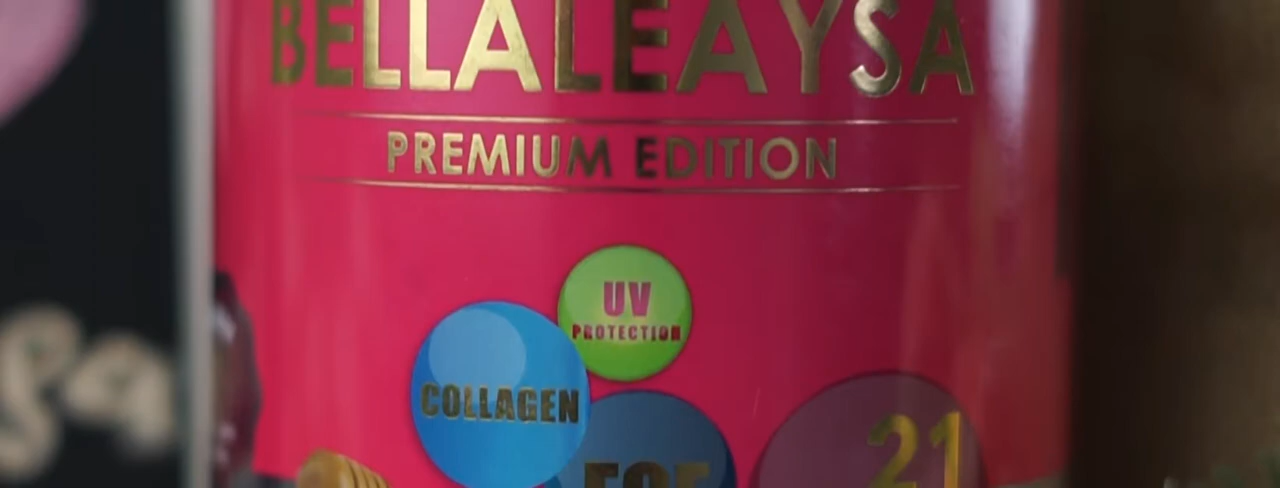 BELLALEAYSA
PREMIUM EDITION
UV
PROTECTION
COLLAGEN
21